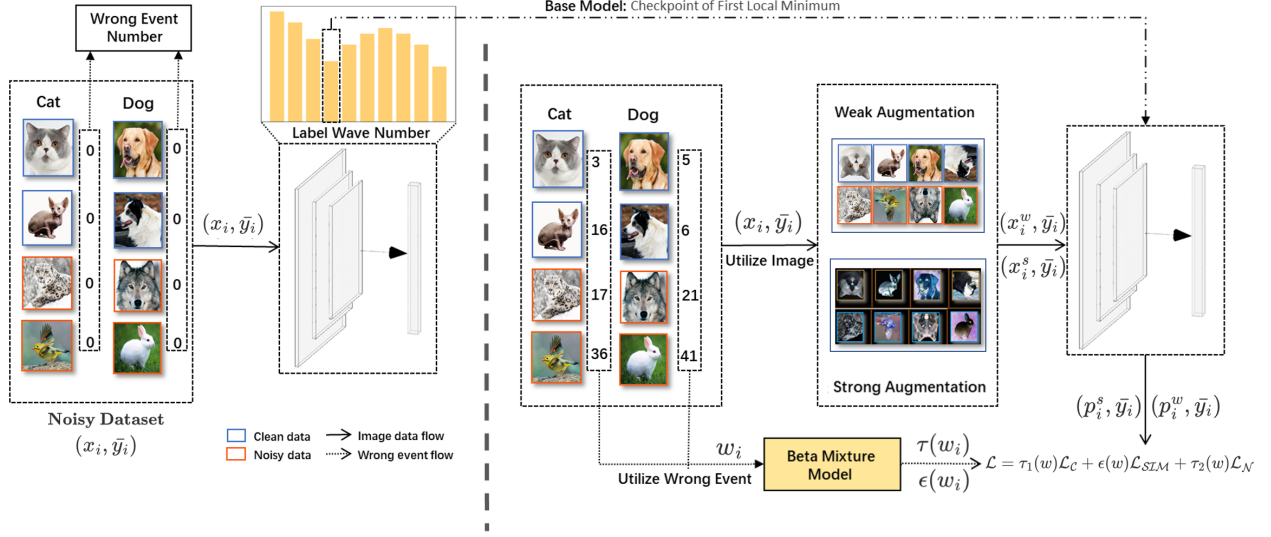 Wrong Event
Number
Cat
Dog
0
0
0
0
0
0
0
0
Noisy Dataset
(x_i, ȳ_i)
(x_i, ȳ_i)
Label Wave Number
Clean data
Noisy data
Image data flow
Wrong event flow
Base Model: Checkpoint of First Local Minimum
Cat
Dog
3
5
16
6
17
21
36
41
(x_i, ȳ_i)
Utilize Image
Weak Augmentation
Strong Augmentation
(x_i^w, ȳ_i)
(x_i^s, ȳ_i)
(p_i^s, ȳ_i)
(p_i^w, ȳ_i)
w_i
Utilize Wrong Event
Beta Mixture
Model
τ(w_i)
ϵ(w_i)
ℒ = τ_1(w)ℒ_𝒞 + ϵ(w)ℒ_𝒮ℐℳ + τ_2(w)ℒ_𝒩